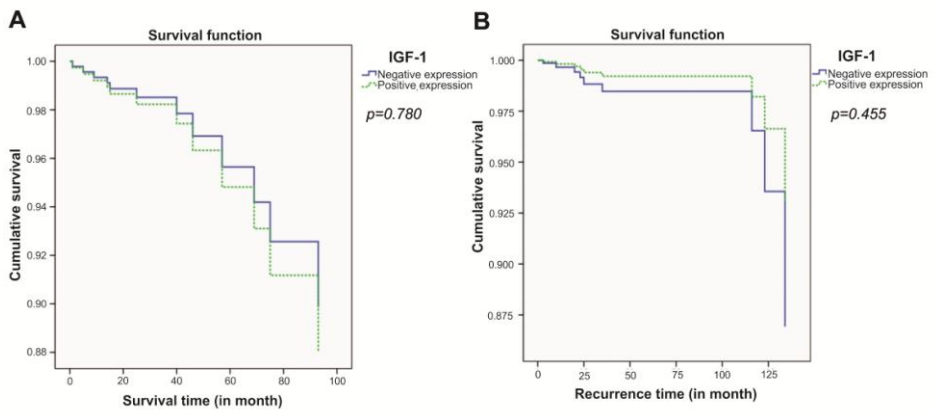 A
Survival function
IGF-1
Negative expression
Positive expression
p=0.780
Cumulative survival
1.00
0.98
0.96
0.94
0.92
0.90
0.88
0
20
40
60
80
100
Survival time (in month)
B
Survival function
IGF-1
Negative expression
Positive expression
p=0.455
Cumulative survival
1.000
0.975
0.950
0.925
0.900
0.875
0
25
50
75
100
125
Recurrence time (in month)